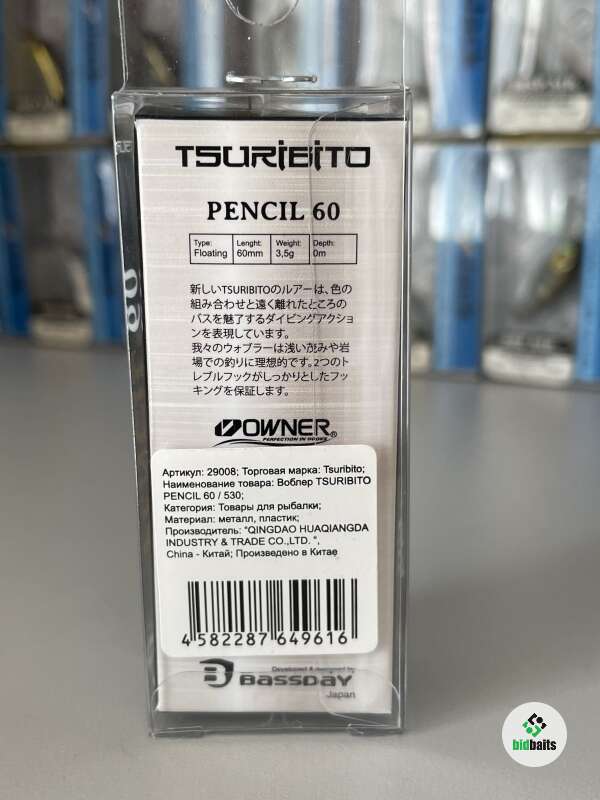 TSURIBITO
PENCIL 60
Type: Lenght: Weight: Depth:
Floating 60mm 3,5g 0m
新しいTSURIBITOのルアーは、色の
組み合わせと遠く離れたところの
バスを魅了するダイビングアクショ
ンを表現しています。
我々のウォブラーは浅い淀みや岩
場での釣りに理想的です。2つのト
レブルフックがしっかりとしたフッ
キングを保証します。
OWNER®
PERFECTION IN HOOKS
Артикул: 29008; Торговая марка: Tsuribito;
Наименование товара: Воблер TSURIBITO
PENCIL 60 / 530;
Категория: Товары для рыбалки;
Материал: металл, пластик;
Производитель: "QINGDAO HUAQIANGDA
INDUSTRY & TRADE CO.,LTD. ",
China - Китай; Произведено в Китае
4 582287 649616
Developed & designed by
BASSDAY
Japan
60
bidbaits